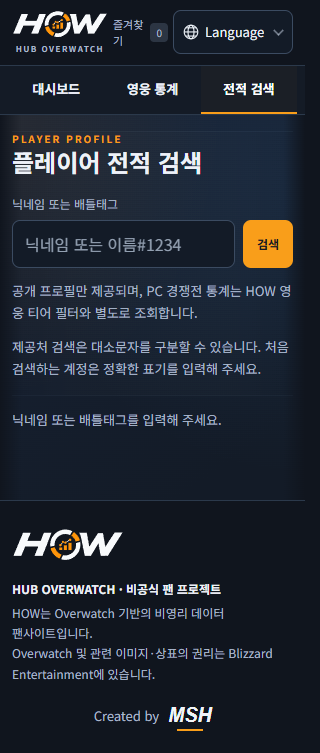 HOW
HUB OVERWATCH
즐겨찾
기
0
Language
대시보드
영웅 통계
전적 검색
PLAYER PROFILE
플레이어 전적 검색
닉네임 또는 배틀태그
닉네임 또는 이름#1234
검색
공개 프로필만 제공되며, PC 경쟁전 통계는 HOW 영
웅 티어 필터와 별도로 조회합니다.
제공처 검색은 대소문자를 구분할 수 있습니다. 처음
검색하는 계정은 정확한 표기를 입력해 주세요.
닉네임 또는 배틀태그를 입력해 주세요.
HOW
HUB OVERWATCH · 비공식 팬 프로젝트
HOW는 Overwatch 기반의 비영리 데이터
팬사이트입니다.
Overwatch 및 관련 이미지·상표의 권리는 Blizzard
Entertainment에 있습니다.
Created by MSH